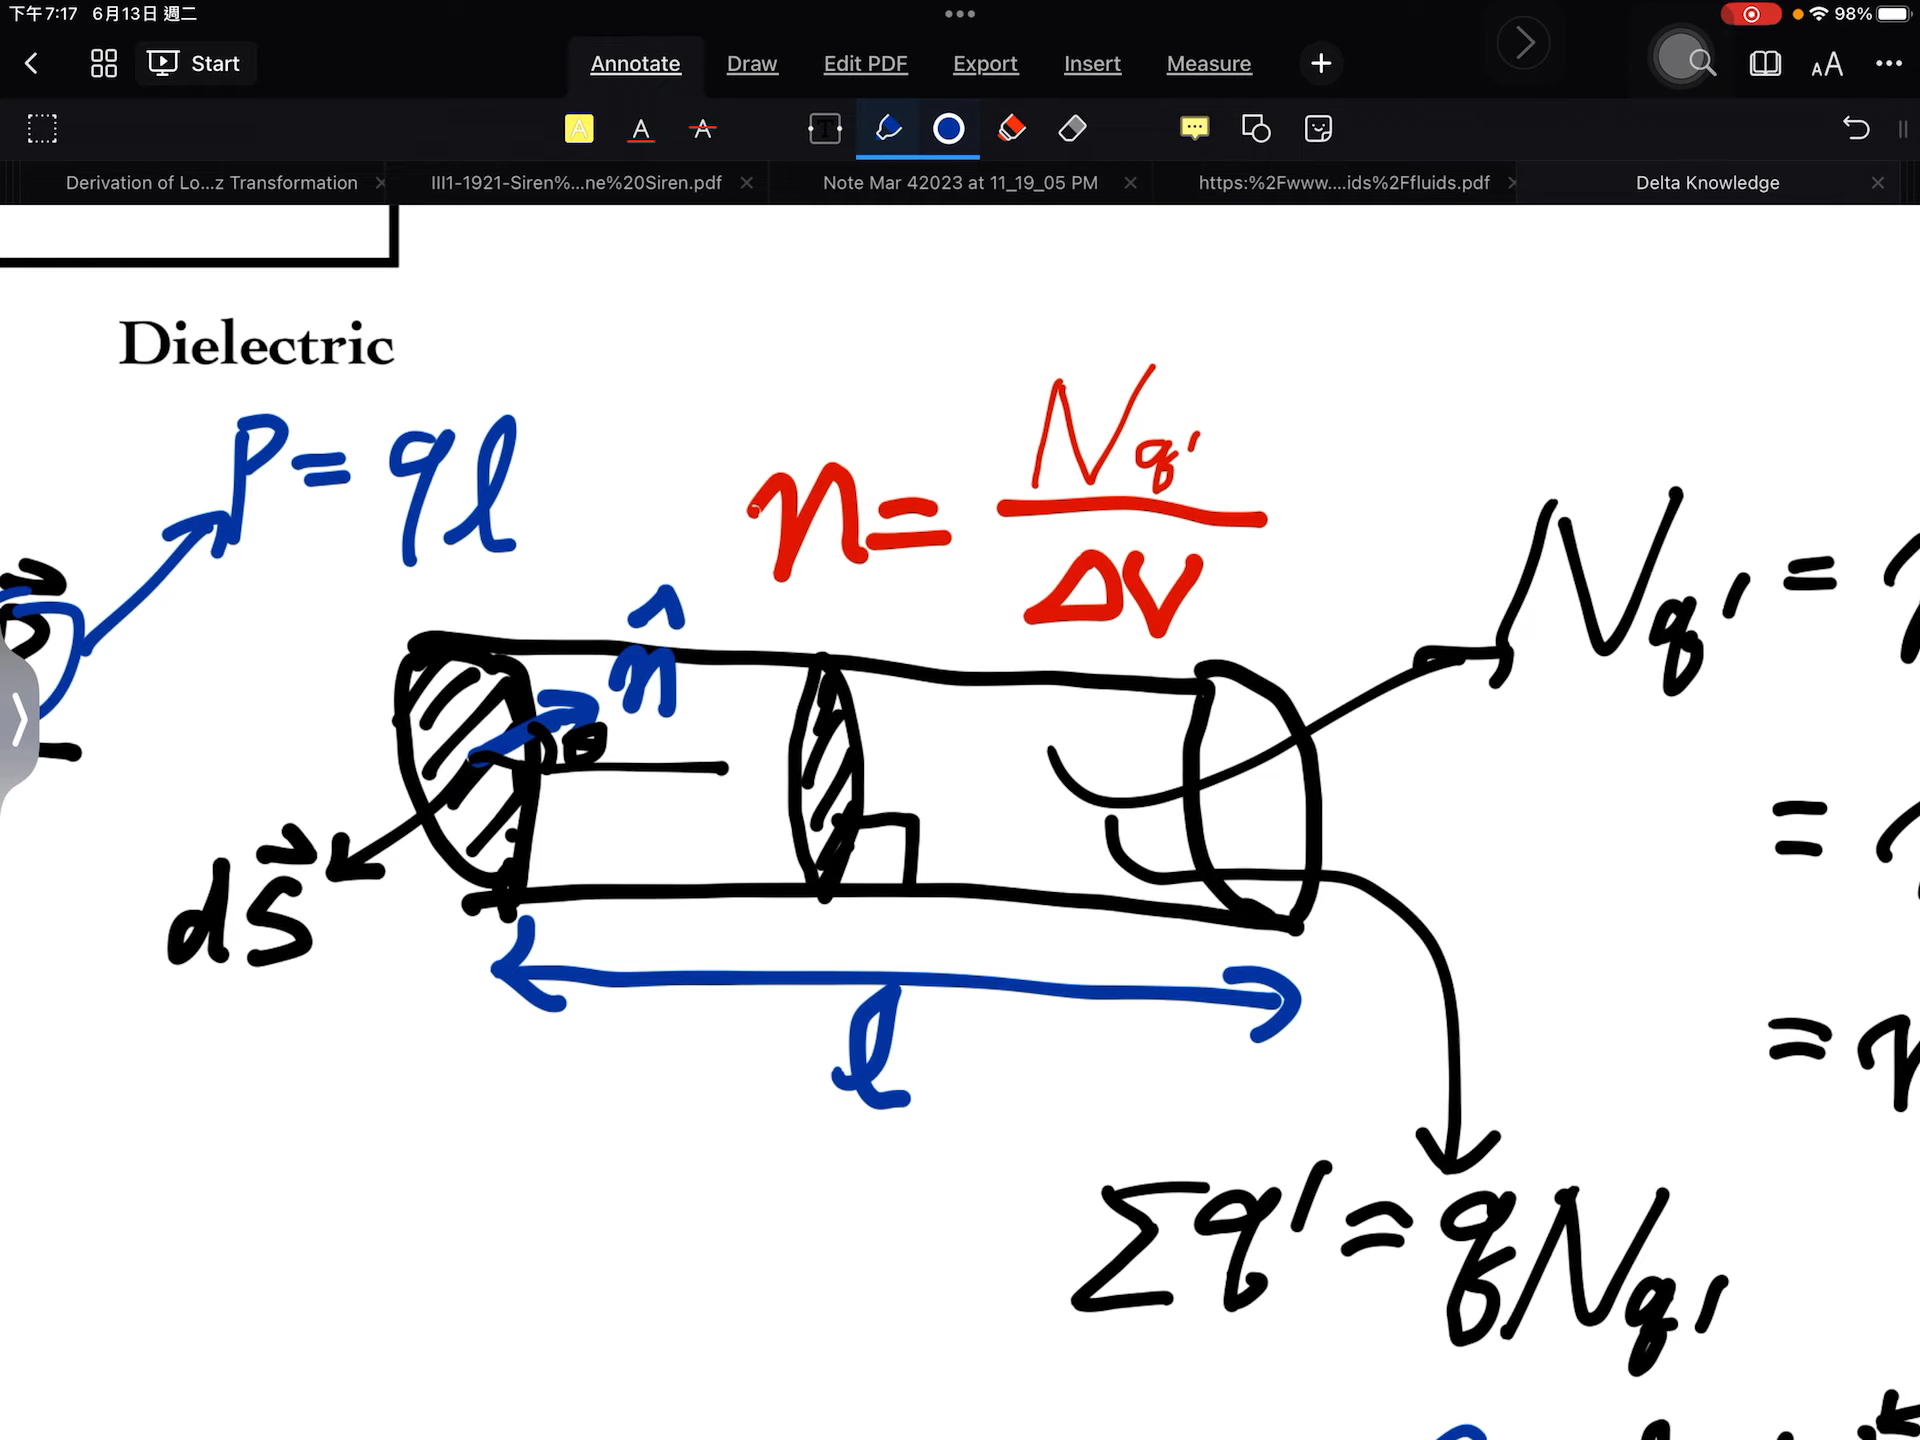 下午7:17 6月13日 週二
98%
Start
Annotate Draw Edit PDF Export Insert Measure
AA
A A A T
Derivation of Lo...z Transformation
III1-1921-Siren%...ne%20Siren.pdf
Note Mar 42023 at 11_19_05 PM
https:%2Fwww....ids%2Ffluids.pdf
Delta Knowledge
Dielectric
P = ql
n = Nq' / ΔV
Nq' =
n̂
θ
ds⃗
=
l
=
Σq' = qNq'